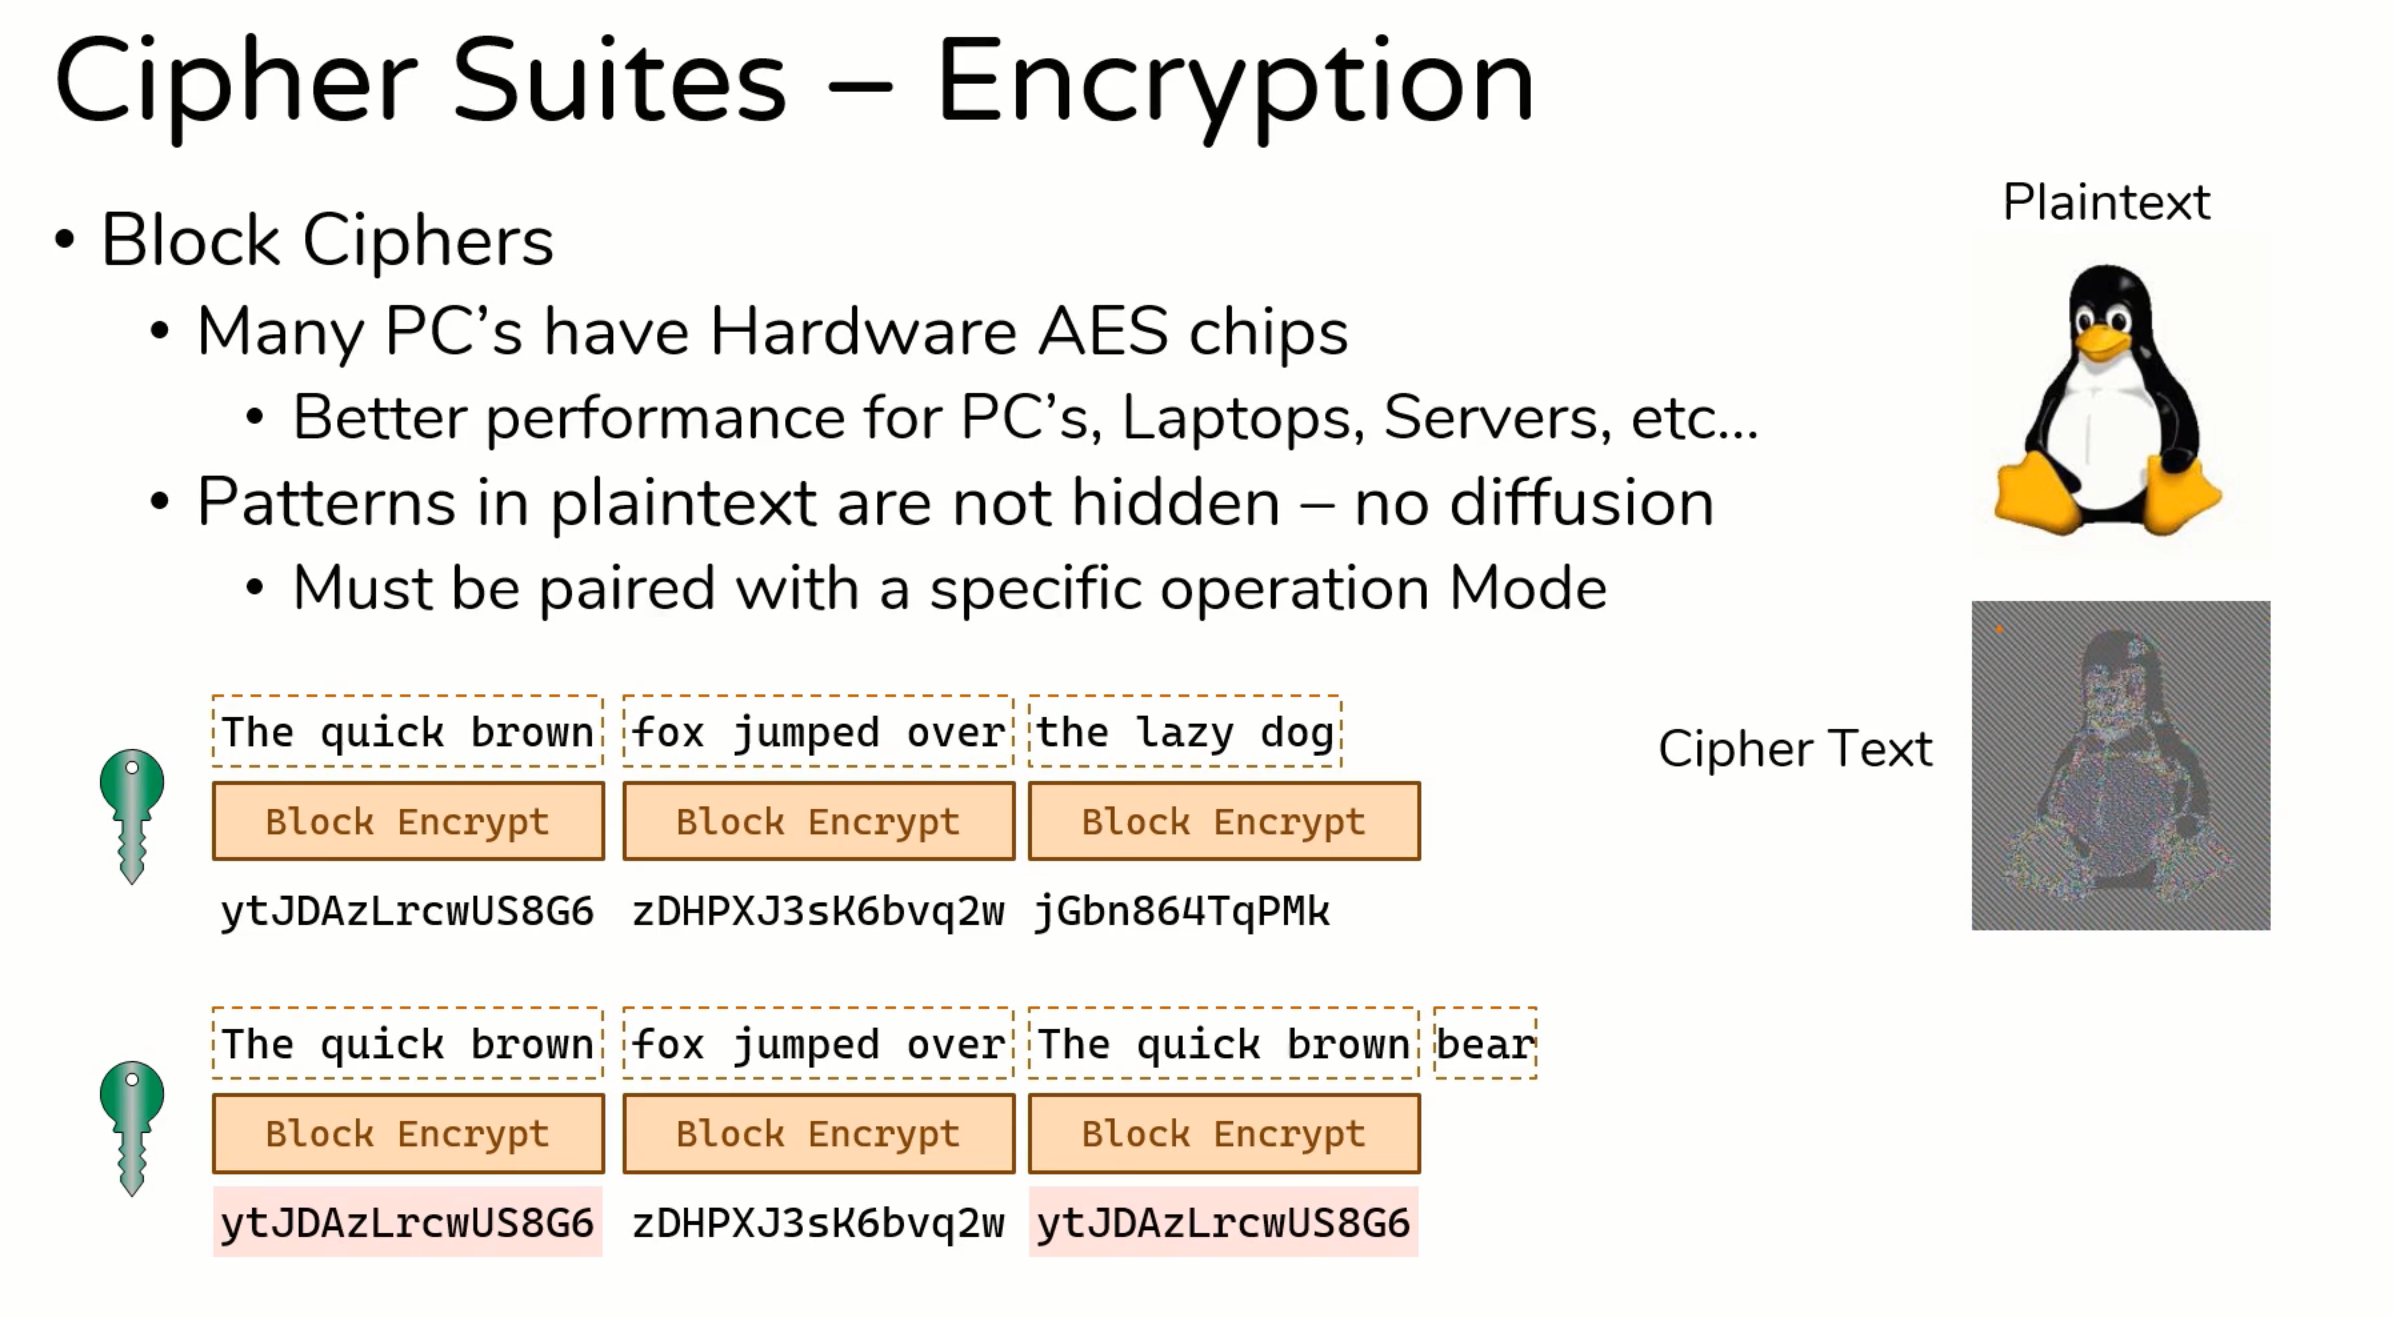 Cipher Suites – Encryption
• Block Ciphers
• Many PC’s have Hardware AES chips
• Better performance for PC’s, Laptops, Servers, etc...
• Patterns in plaintext are not hidden – no diffusion
• Must be paired with a specific operation Mode
Plaintext
Cipher Text
The quick brown fox jumped over the lazy dog
Block Encrypt Block Encrypt Block Encrypt
ytJDAzLrcwUS8G6 zDHPXJ3sK6bvq2w jGbn864TqPMk
The quick brown fox jumped over The quick brown bear
Block Encrypt Block Encrypt Block Encrypt
ytJDAzLrcwUS8G6 zDHPXJ3sK6bvq2w ytJDAzLrcwUS8G6